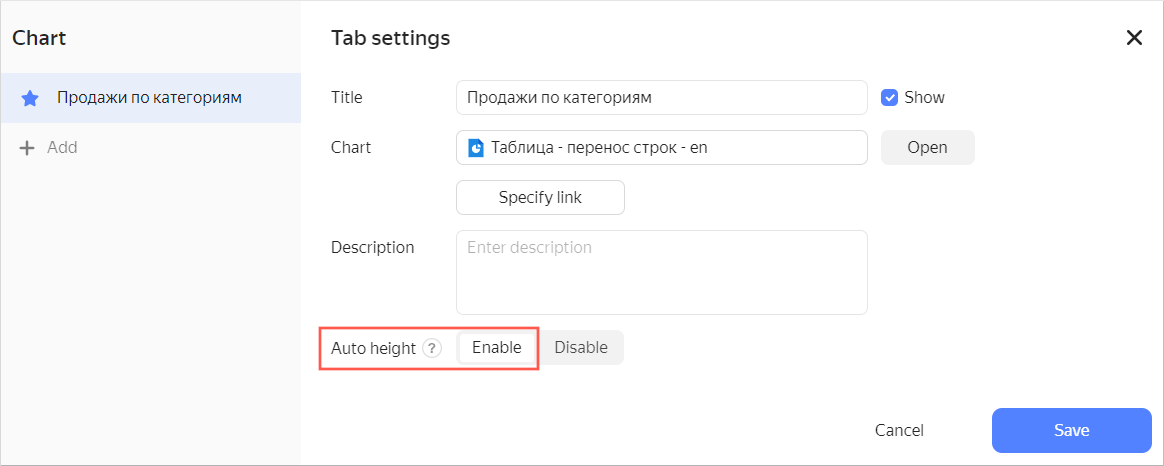 Chart
Продажи по категориям
Add
Tab settings
Title
Продажи по категориям
Show
Chart
Таблица - перенос строк - en
Open
Specify link
Description
Enter description
Auto height ?
Enable
Disable
Cancel
Save